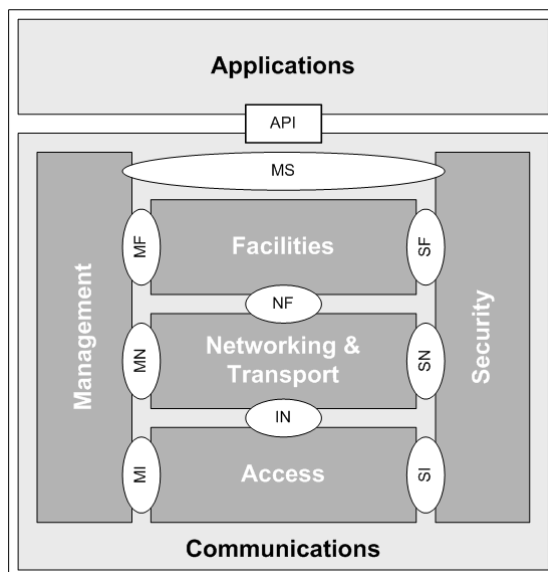 Applications
API
MS
Management
MF
Facilities
SF
Security
NF
MN
Networking &
Transport
SN
IN
MI
Access
SI
Communications